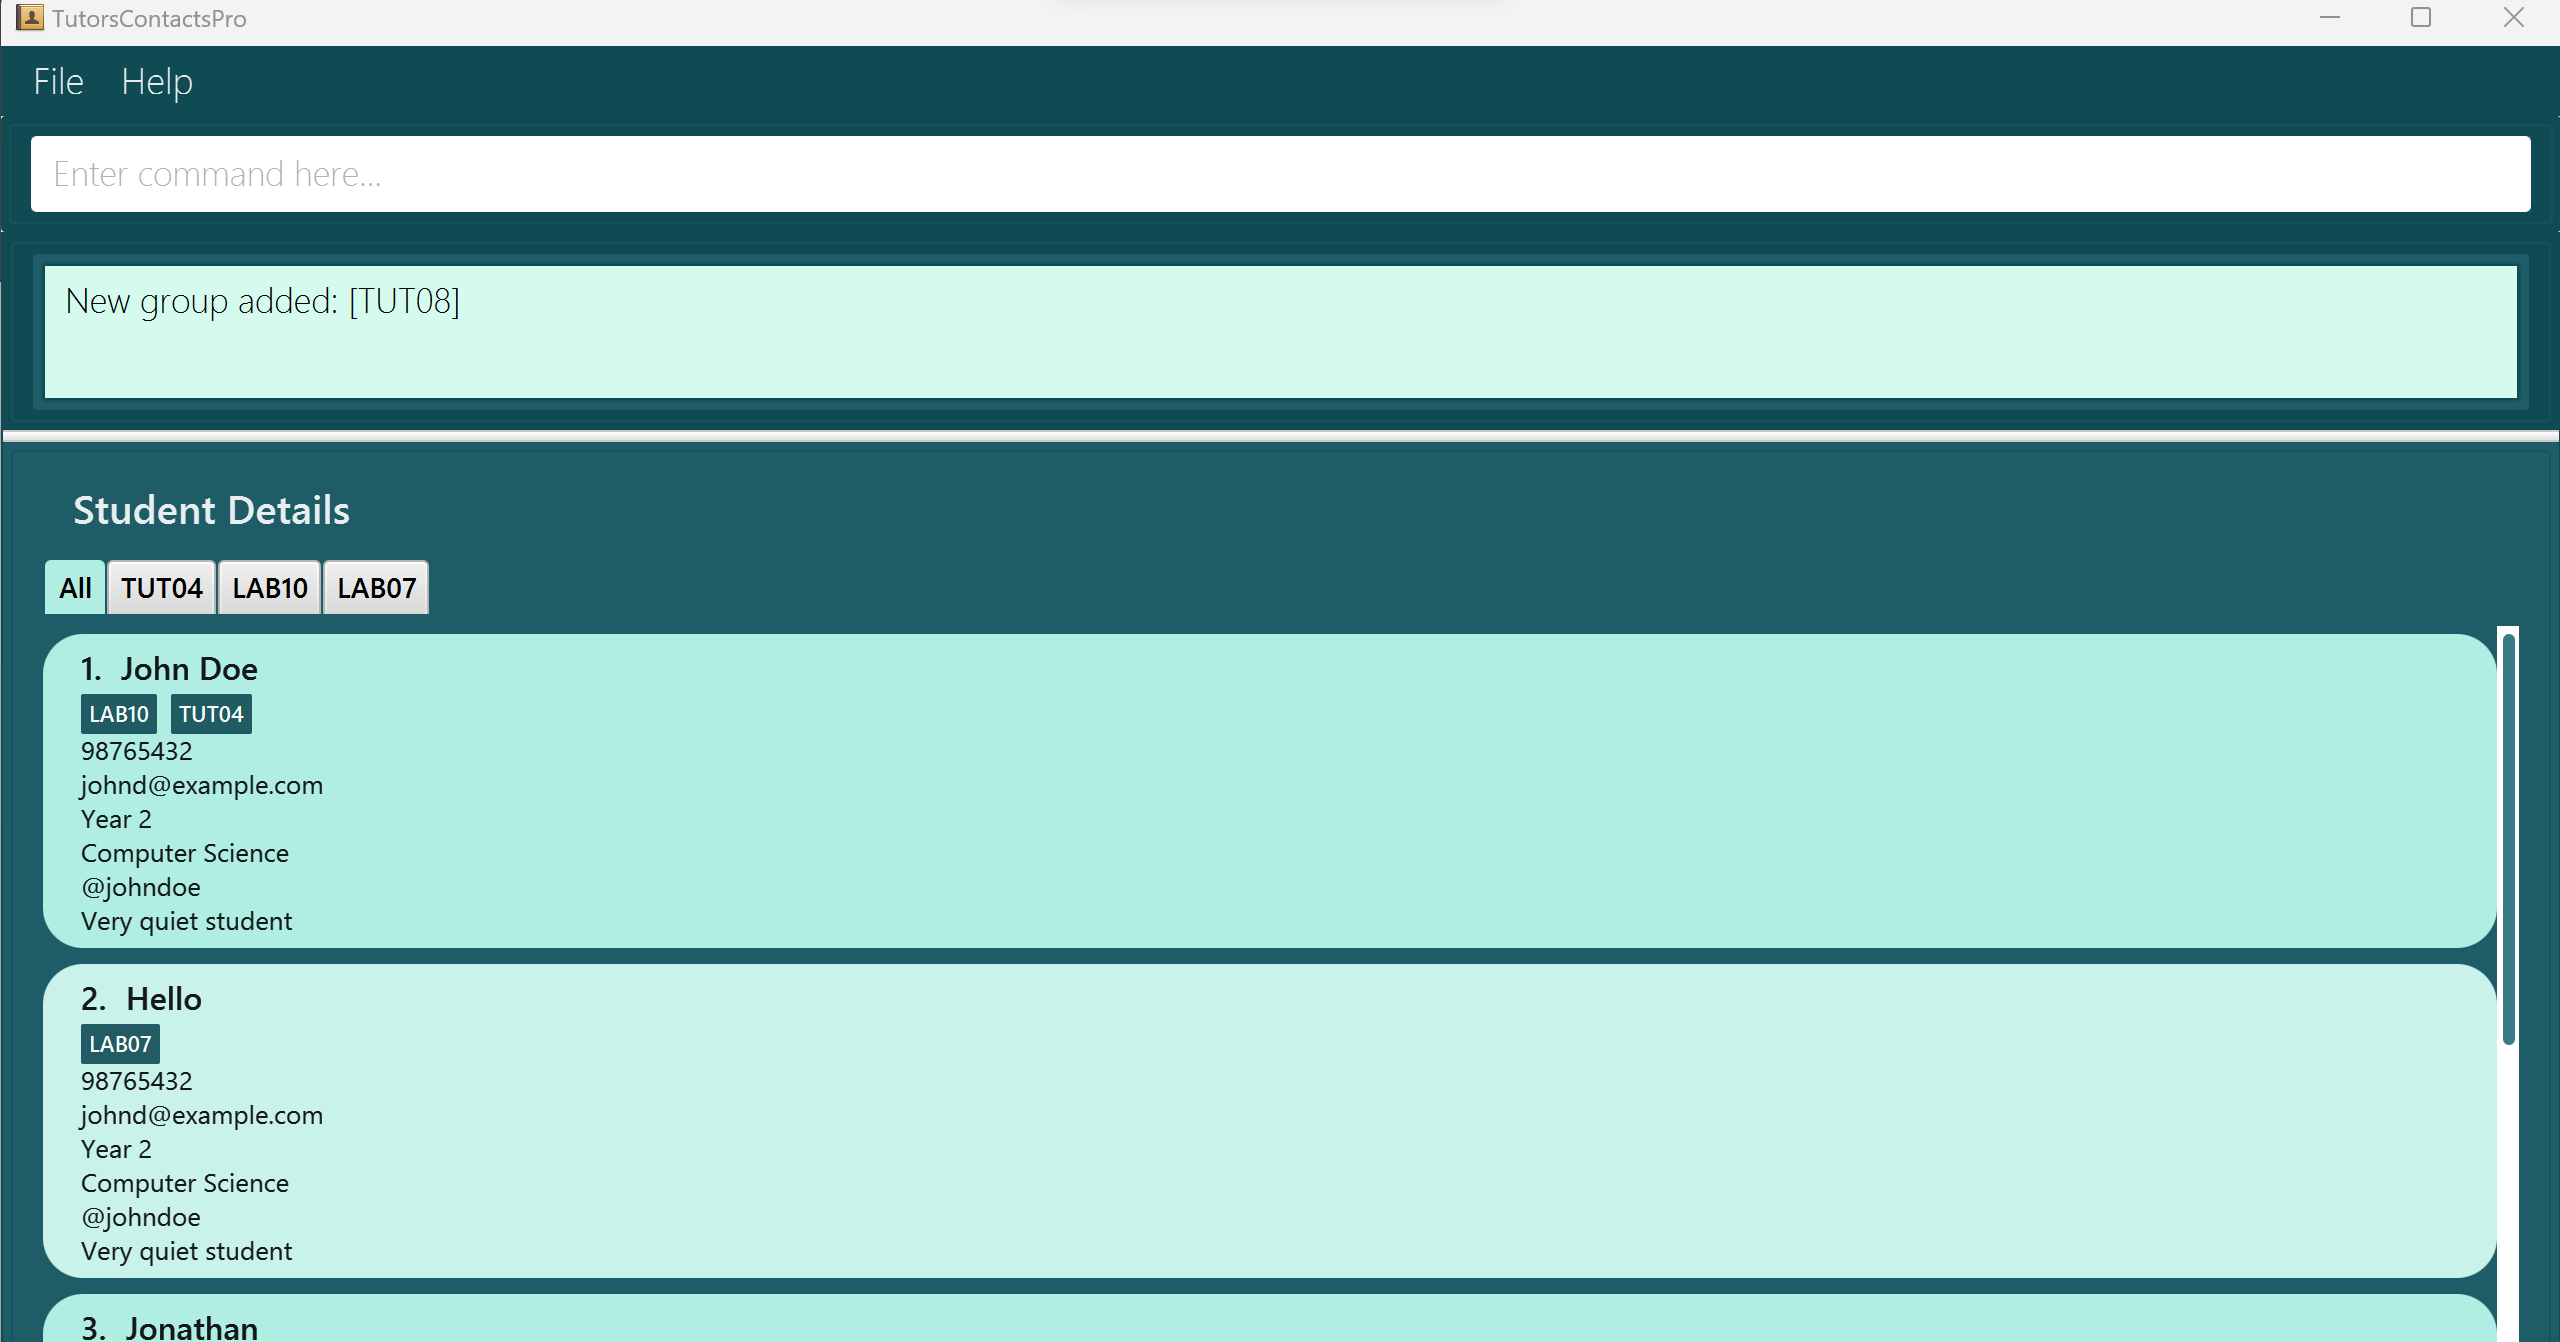 TutorsContactsPro
File Help
Enter command here...
New group added: [TUT08]
Student Details
All TUT04 LAB10 LAB07
1. John Doe
LAB10 TUT04
98765432
johnd@example.com
Year 2
Computer Science
@johndoe
Very quiet student
2. Hello
LAB07
98765432
johnd@example.com
Year 2
Computer Science
@johndoe
Very quiet student
3. Jonathan